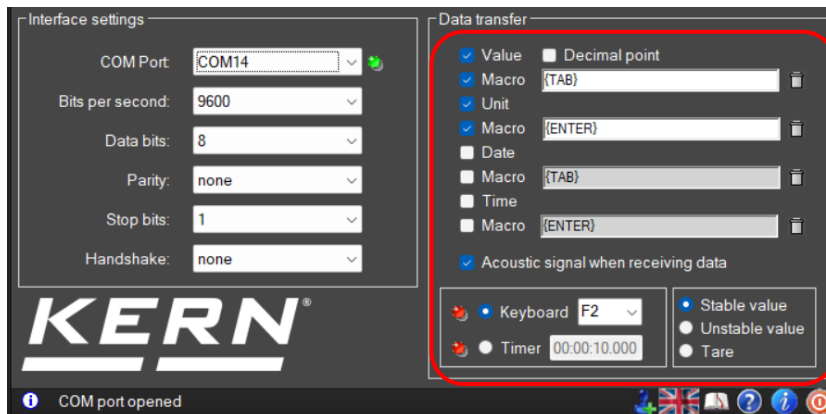 Interface settings
COM Port: COM14
Bits per second: 9600
Data bits: 8
Parity: none
Stop bits: 1
Handshake: none
KERN®
Data transfer
Value Decimal point
Macro {TAB}
Unit
Macro {ENTER}
Date
Macro {TAB}
Time
Macro {ENTER}
Acoustic signal when receiving data
Keyboard F2
Timer 00:00:10.000
Stable value
Unstable value
Tare
COM port opened